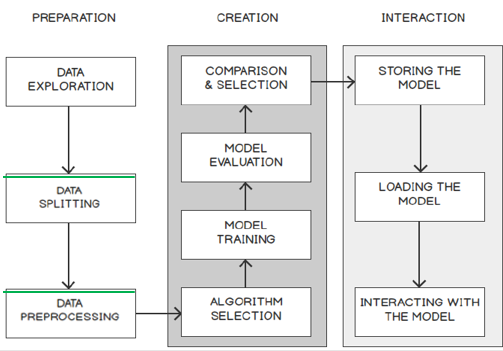 PREPARATION
CREATION
INTERACTION
DATA
EXPLORATION
DATA
SPLITTING
DATA
PREPROCESSING
COMPARISON
& SELECTION
MODEL
EVALUATION
MODEL
TRAINING
ALGORITHM
SELECTION
STORING THE
MODEL
LOADING THE
MODEL
INTERACTING WITH
THE MODEL